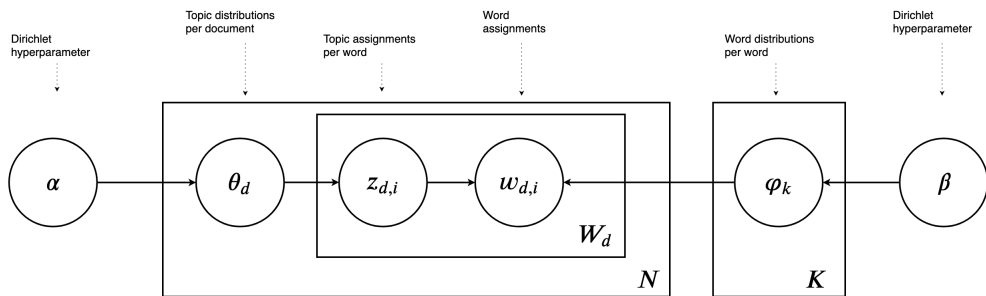 Dirichlet
hyperparameter
Topic distributions
per document
Topic assignments
per word
Word
assignments
Word distributions
per word
Dirichlet
hyperparameter
α
θ_d
z_{d,i}
w_{d,i}
φ_k
β
W_d
N
K